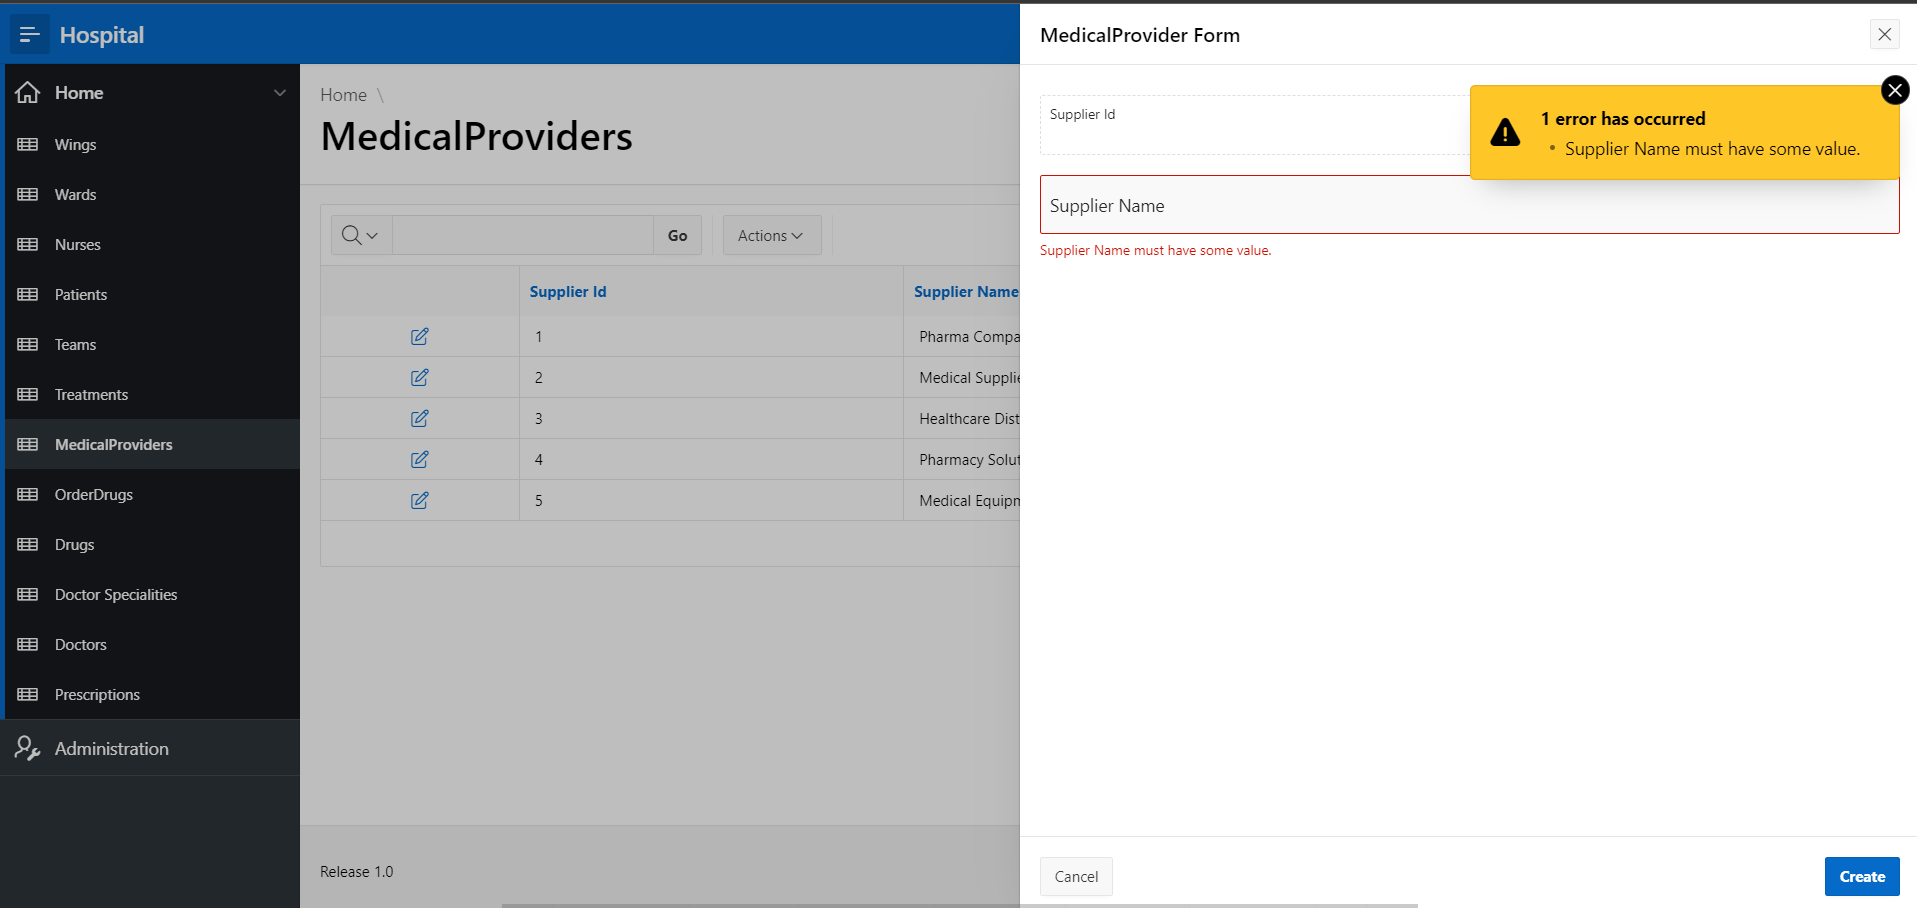 Hospital
Home
Wings
Wards
Nurses
Patients
Teams
Treatments
MedicalProviders
OrderDrugs
Drugs
Doctor Specialities
Doctors
Prescriptions
Administration
Home \
MedicalProviders
Go
Actions
Supplier Id Supplier Name
1 Pharma Compa
2 Medical Supplie
3 Healthcare Dist
4 Pharmacy Solut
5 Medical Equipm
Release 1.0
MedicalProvider Form
Supplier Id
1 error has occurred
• Supplier Name must have some value.
Supplier Name
Supplier Name must have some value.
Cancel
Create